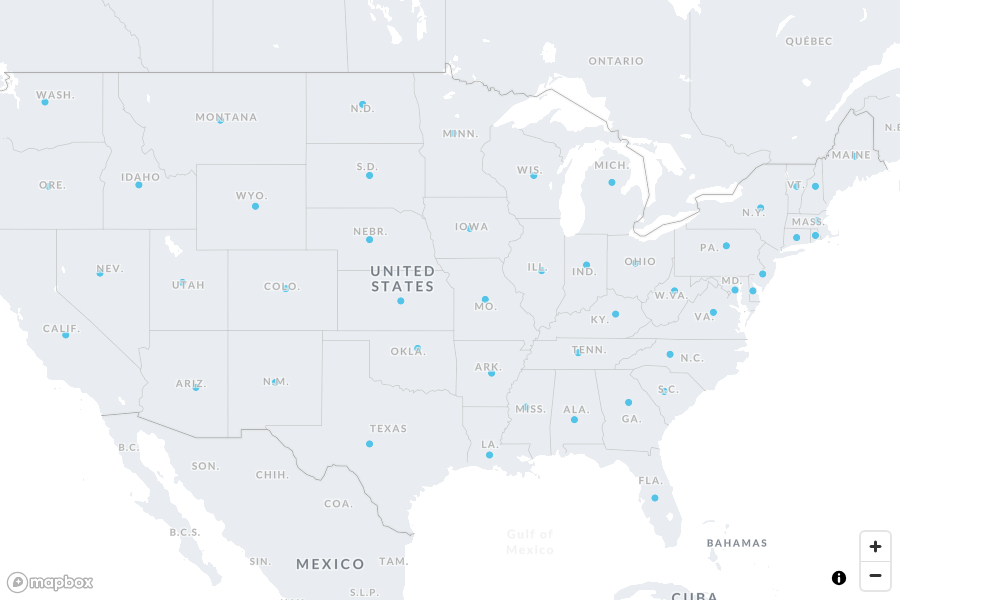 QUÉBEC
ONTARIO
WASH.
N.D.
MONTANA
MINN.
MAINE
WIS.
MICH.
S.D.
IDAHO
ORE.
VT.
WYO.
N.Y.
MASS.
IOWA
NEBR.
PA.
OHIO
NEV.
ILL.
IND.
UNITED
STATES
UTAH
COLO.
MD.
W.VA.
MO.
VA.
KY.
CALIF.
OKLA.
TENN.
N.C.
ARK.
ARIZ.
N.M.
S.C.
MISS.
ALA.
GA.
TEXAS
LA.
B.C.
SON.
CHIH.
FLA.
COA.
B.C.S.
Gulf of
Mexico
BAHAMAS
SIN.
MEXICO
TAM.
S.L.P.
CUBA
mapbox